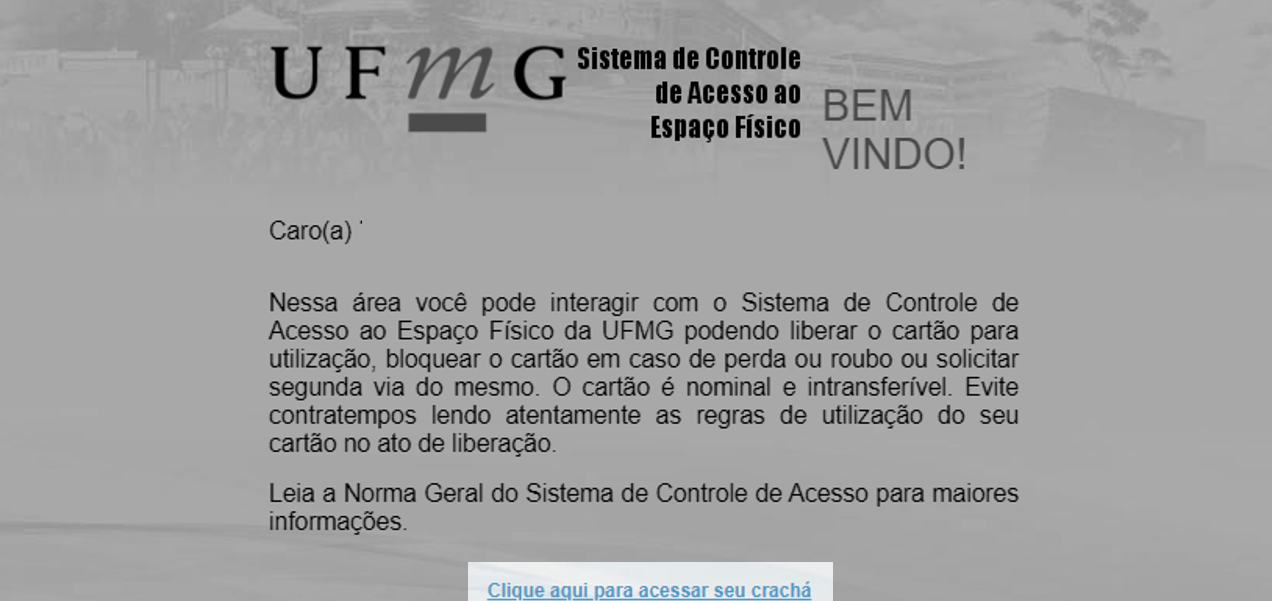 UFmG
Sistema de Controle
de Acesso ao
Espaço Físico
BEM
VINDO!
Caro(a)
Nessa área você pode interagir com o Sistema de Controle de
Acesso ao Espaço Físico da UFMG podendo liberar o cartão para
utilização, bloquear o cartão em caso de perda ou roubo ou solicitar
segunda via do mesmo. O cartão é nominal e intransferível. Evite
contratempos lendo atentamente as regras de utilização do seu
cartão no ato de liberação.
Leia a Norma Geral do Sistema de Controle de Acesso para maiores
informações.
Clique aqui para acessar seu crachá